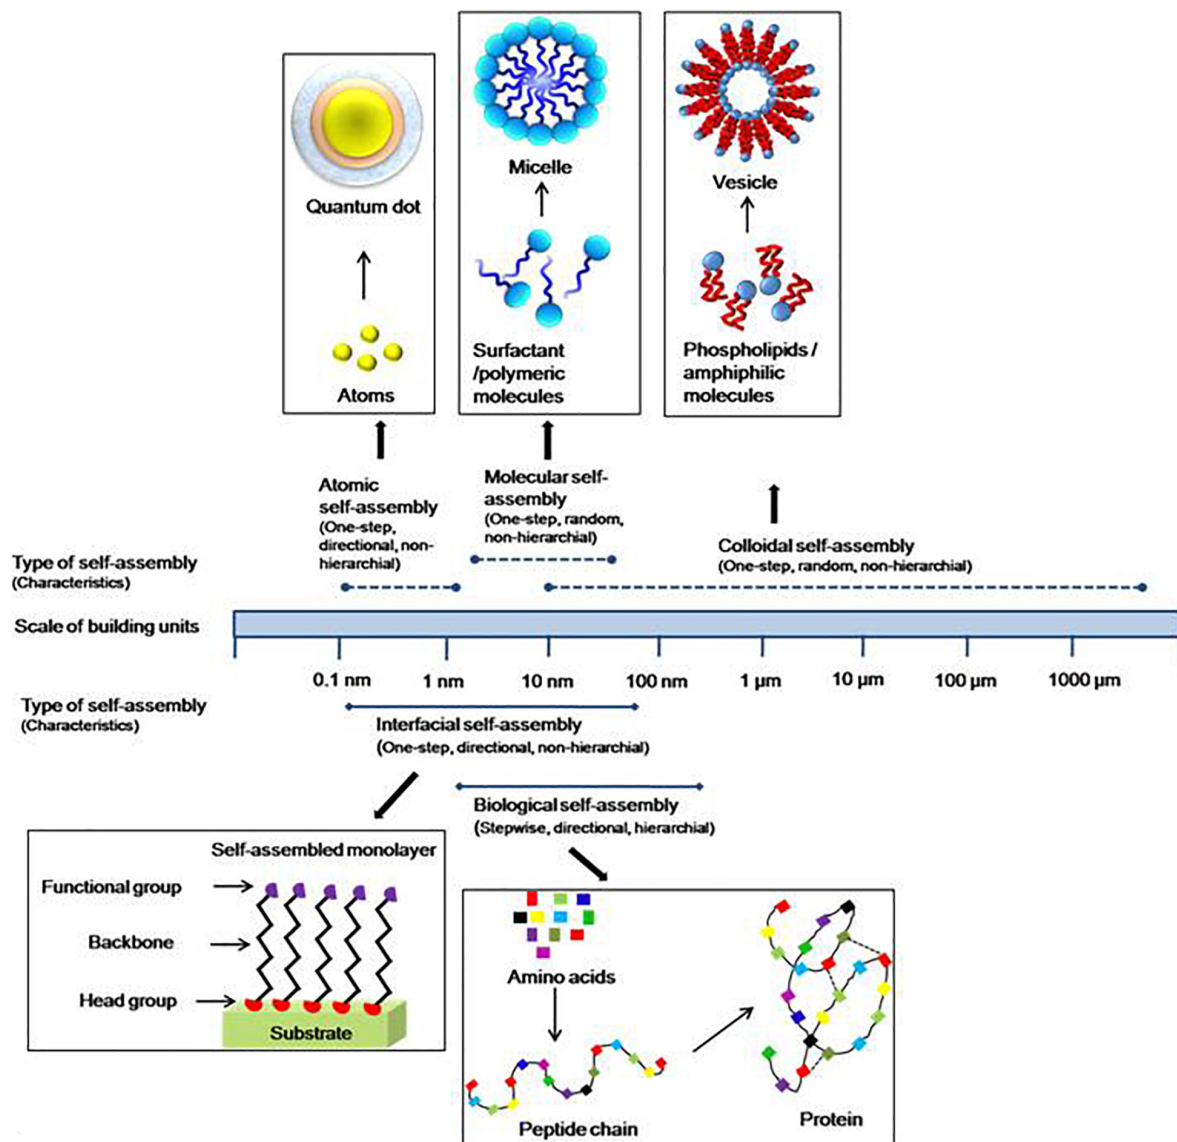 Quantum dot
Atoms
Micelle
Surfactant
/polymeric
molecules
Vesicle
Phospholipids /
amphiphilic
molecules
Atomic
self-assembly
(One-step,
directional, non-
hierarchial)
Molecular self-
assembly
(One-step, random,
non-hierarchial)
Colloidal self-assembly
(One-step, random, non-hierarchial)
Type of self-assembly
(Characteristics)
Scale of building units
0.1 nm 1 nm 10 nm 100 nm 1 µm 10 µm 100 µm 1000 µm
Type of self-assembly
(Characteristics)
Interfacial self-assembly
(One-step, directional, non-hierarchial)
Biological self-assembly
(Stepwise, directional, hierarchial)
Self-assembled monolayer
Functional group
Backbone
Head group
Substrate
Amino acids
Peptide chain
Protein